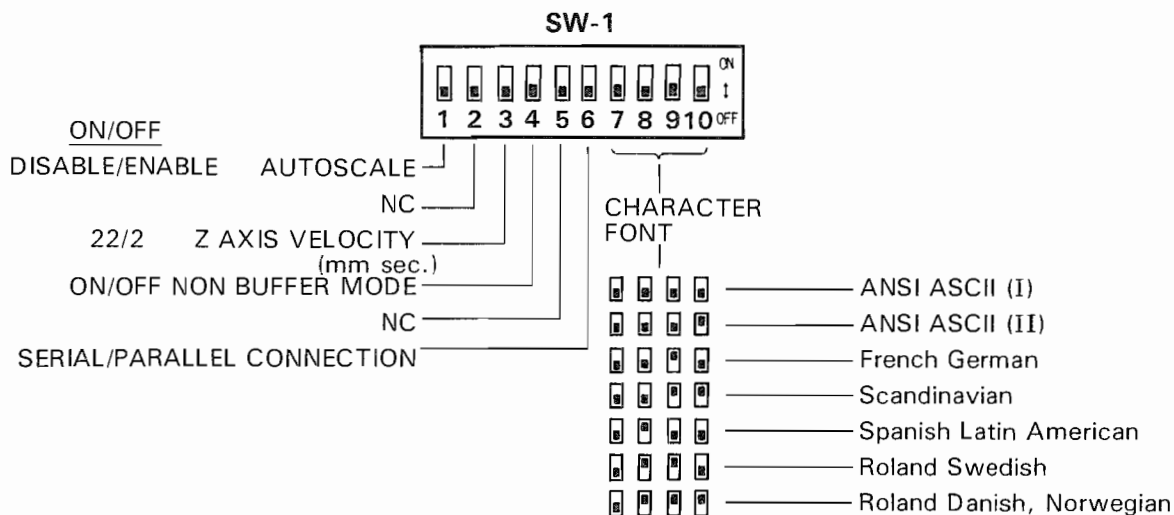 SW-1
ON
↕
1 2 3 4 5 6 7 8 9 10 OFF
ON/OFF
DISABLE/ENABLE AUTOSCALE
NC
22/2 Z AXIS VELOCITY
(mm sec.)
ON/OFF NON BUFFER MODE
NC
SERIAL/PARALLEL CONNECTION
CHARACTER
FONT
ANSI ASCII (I)
ANSI ASCII (II)
French German
Scandinavian
Spanish Latin American
Roland Swedish
Roland Danish, Norwegian